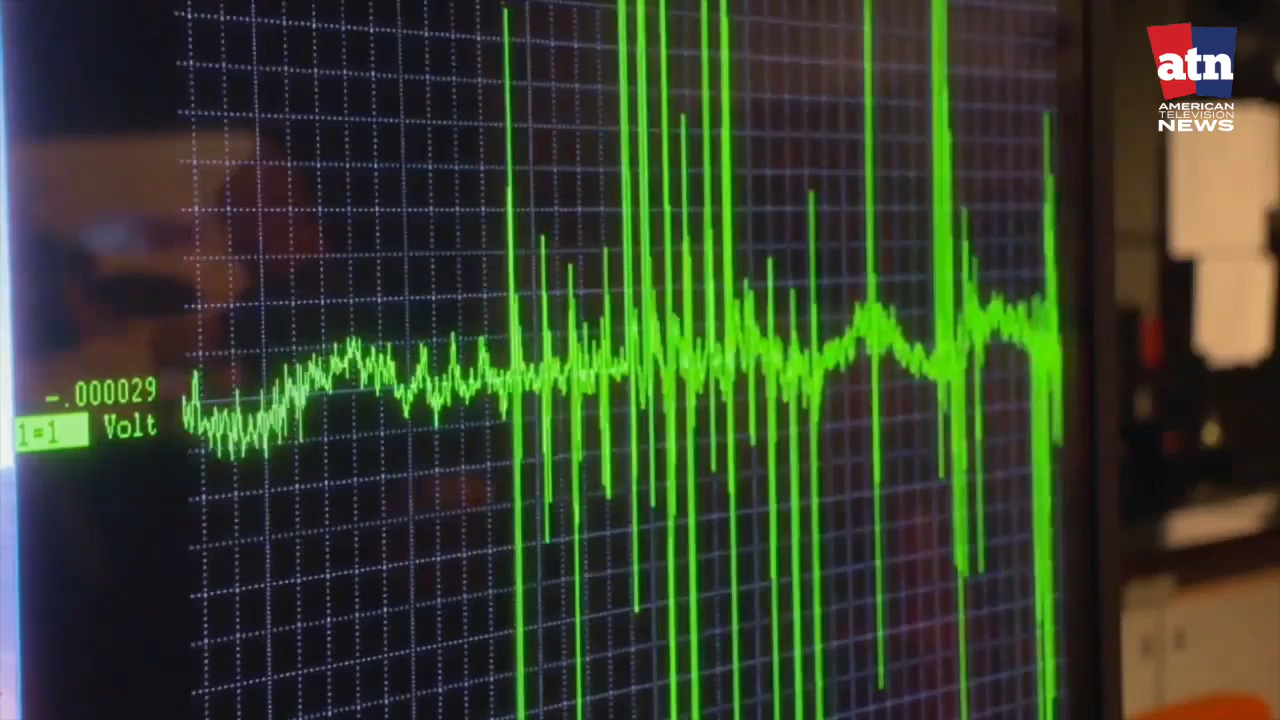 atn
AMERICAN
TELEVISION
NEWS
-.000029
1=1 Volt